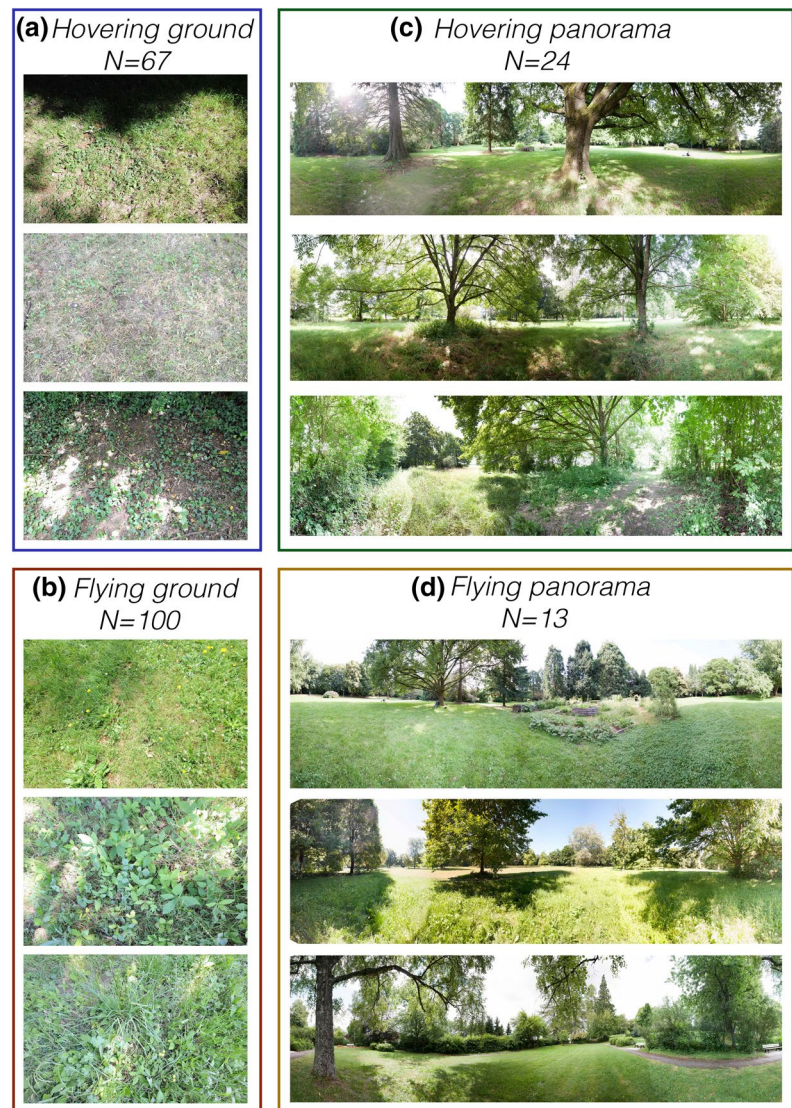 (a) Hovering ground
N=67
(c) Hovering panorama
N=24
(b) Flying ground
N=100
(d) Flying panorama
N=13